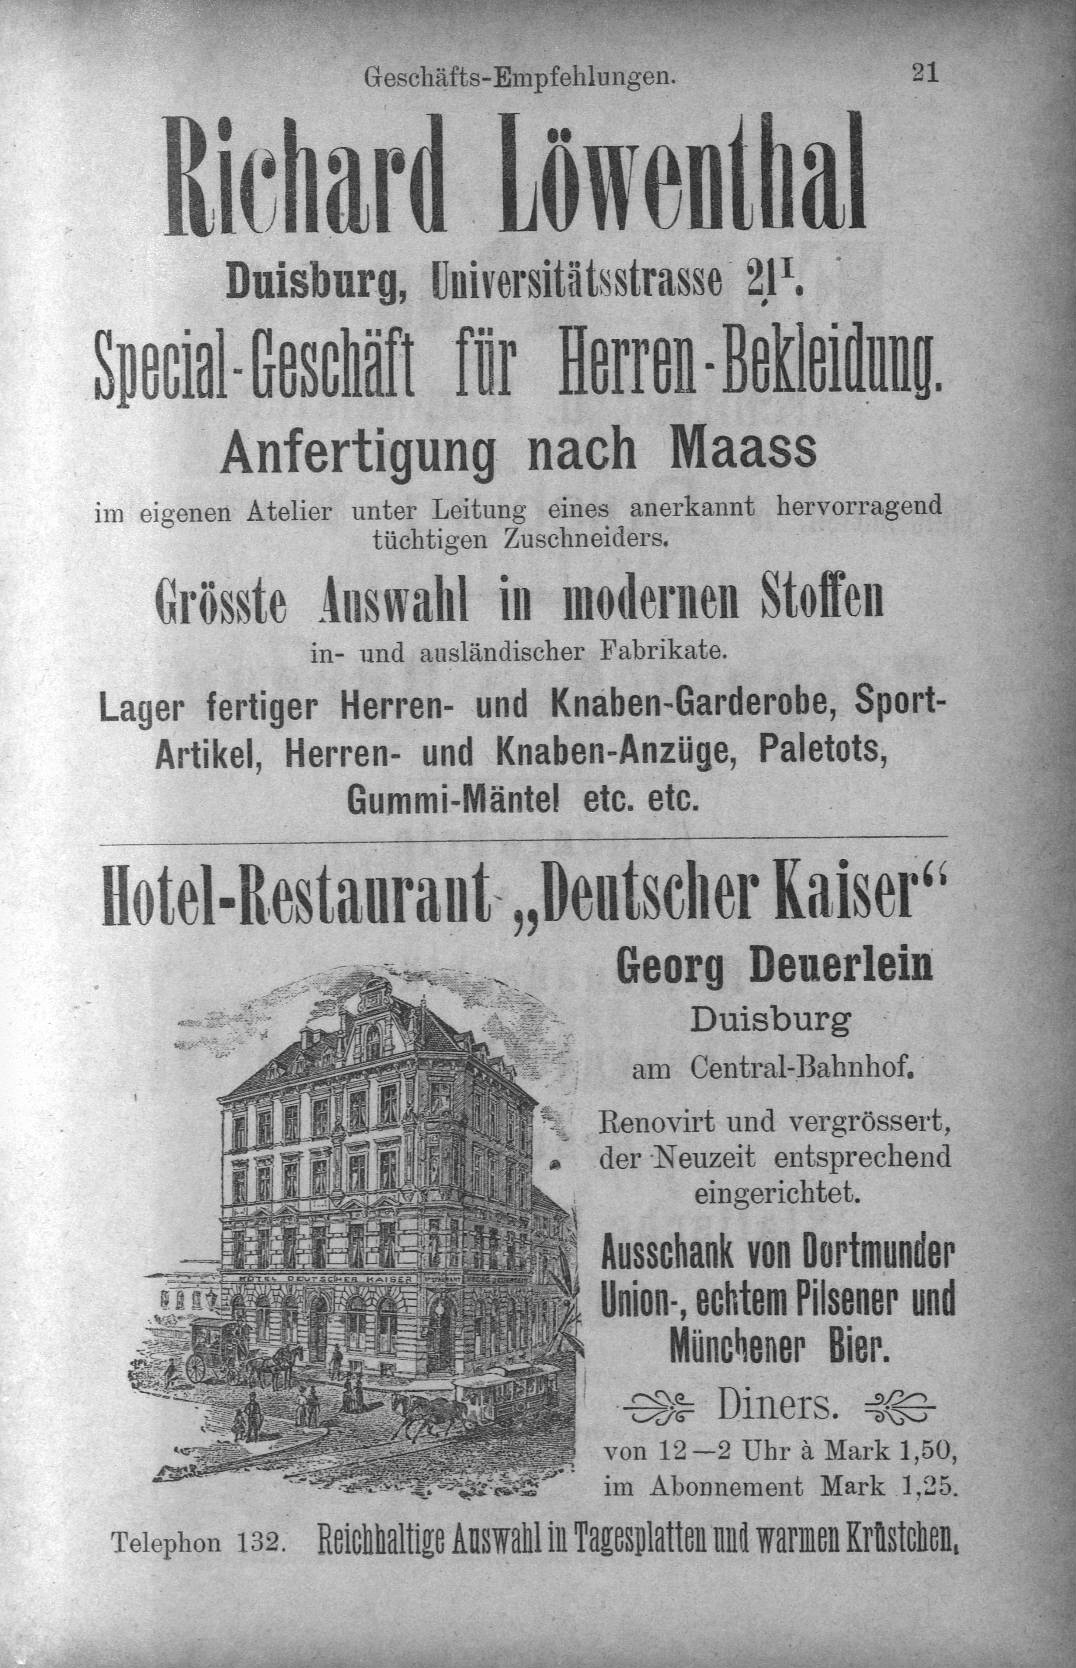 Geschäfts-Empfehlungen. 21
Richard Löwenthal
Duisburg, Universitätsstrasse 21I.
Special-Geschäft für Herren-Bekleidung.
Anfertigung nach Maass
im eigenen Atelier unter Leitung eines anerkannt hervorragend
tüchtigen Zuschneiders.
Grösste Auswahl in modernen Stoffen
in- und ausländischer Fabrikate.
Lager fertiger Herren- und Knaben-Garderobe, Sport-
Artikel, Herren- und Knaben-Anzüge, Paletots,
Gummi-Mäntel etc. etc.
Hotel-Restaurant „Deutscher Kaiser“
Georg Deuerlein
Duisburg
am Central-Bahnhof.
Renovirt und vergrössert,
der Neuzeit entsprechend
eingerichtet.
Ausschank von Dortmunder
Union-, echtem Pilsener und
Münchener Bier.
Diners.
von 12—2 Uhr à Mark 1,50,
im Abonnement Mark 1,25.
HOTEL DEUTSCHER KAISER
Telephon 132. Reichhaltige Auswahl in Tagesplatten und warmen Krüstchen.